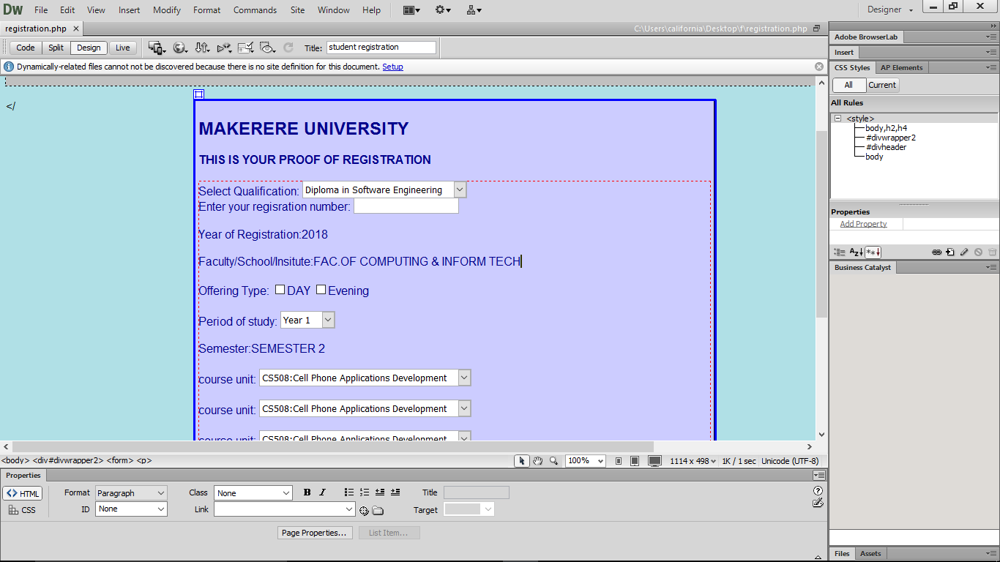 Dw File Edit View Insert Modify Format Commands Site Window Help Designer
registration.php C:\Users\california\Desktop\f\registration.php
Code Split Design Live Title: student registration
Dynamically-related files cannot be discovered because there is no site definition for this document. Setup
</
MAKERERE UNIVERSITY
THIS IS YOUR PROOF OF REGISTRATION
Select Qualification: Diploma in Software Engineering
Enter your regisration number:
Year of Registration:2018
Faculty/School/Insitute:FAC.OF COMPUTING & INFORM TECH
Offering Type: DAY Evening
Period of study: Year 1
Semester:SEMESTER 2
course unit: CS508:Cell Phone Applications Development
course unit: CS508:Cell Phone Applications Development
course unit: CS508:Cell Phone Applications Development
<body> <div#divwrapper2> <form> <p> 100% 1114 x 498 1K / 1 sec Unicode (UTF-8)
Properties
<> HTML Format Paragraph Class None B I Title
CSS ID None Link Target
Page Properties... List Item...
Adobe BrowserLab
Insert
CSS Styles AP Elements
All Current
All Rules
<style>
body,h2,h4
#divwrapper2
#divheader
body
Properties
Add Property
Az↓ **↓
Business Catalyst
Files Assets